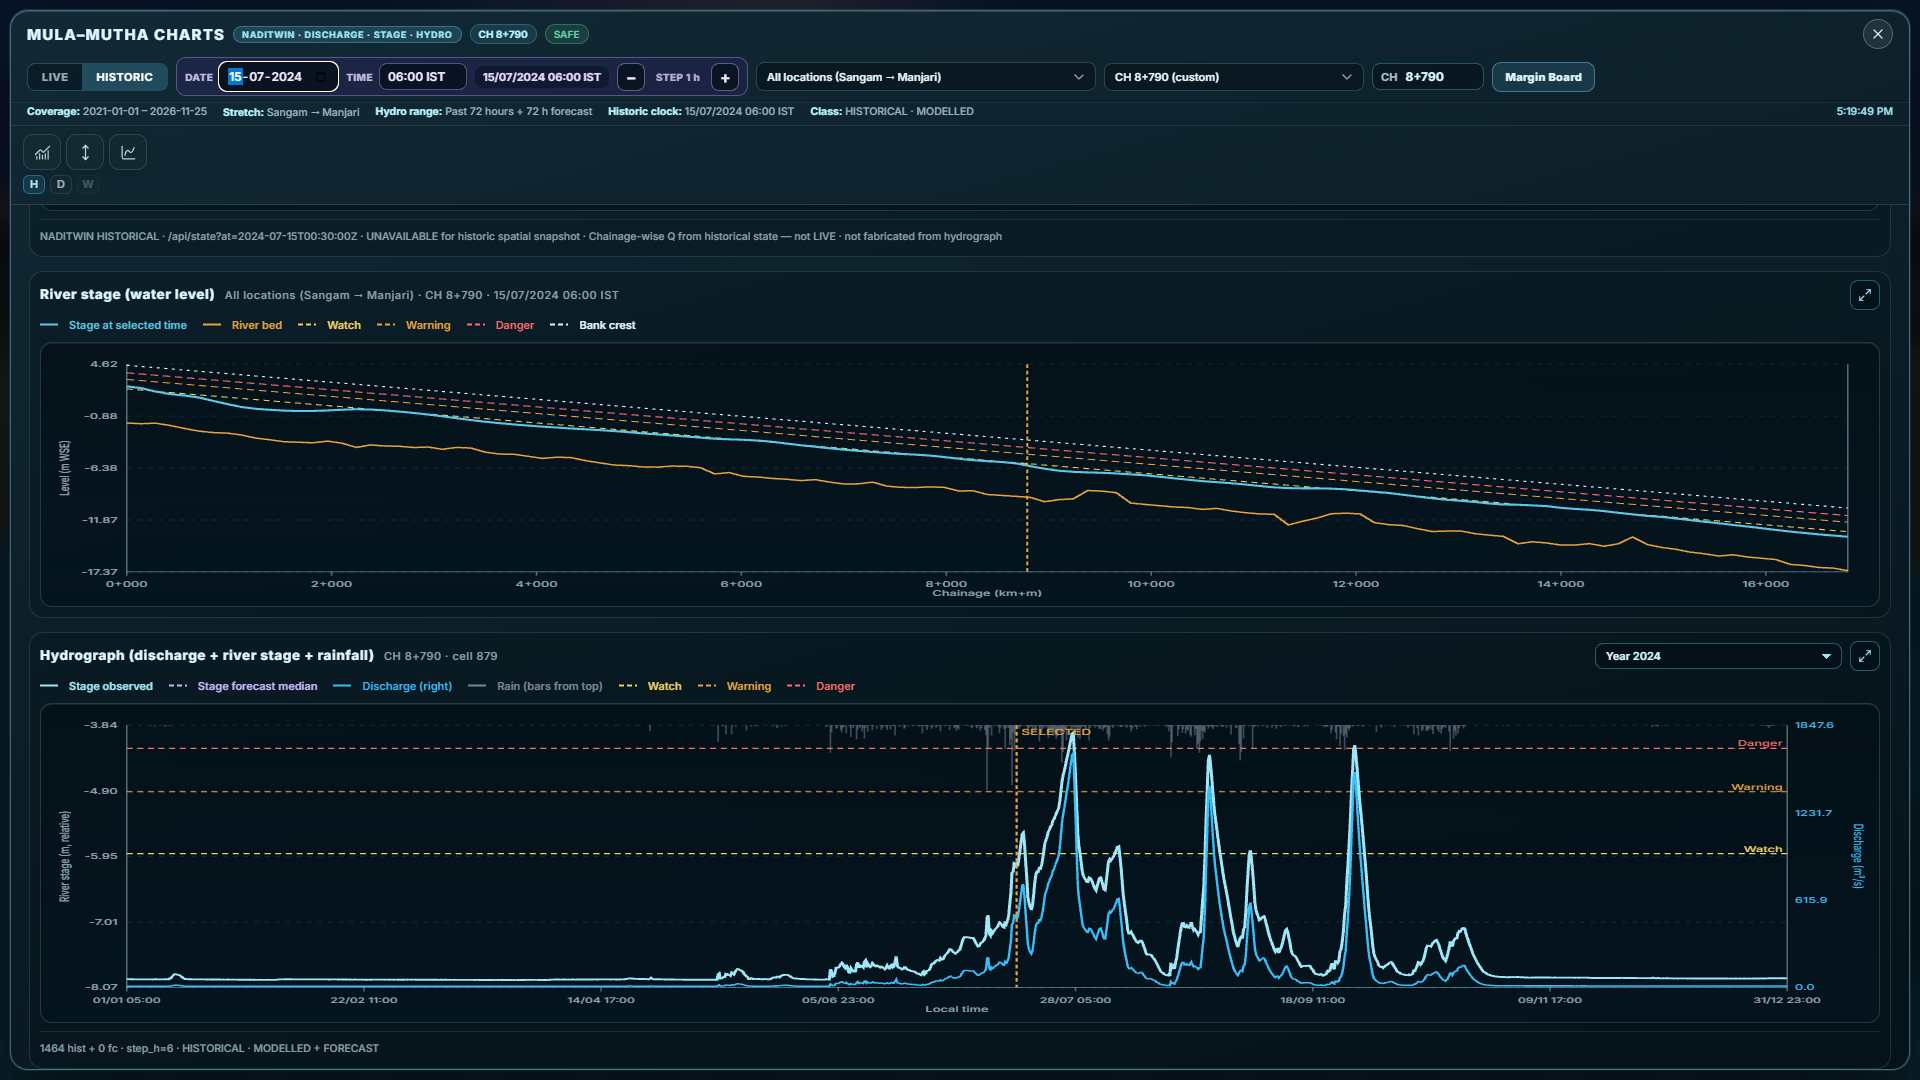 MULA–MUTHA CHARTS NADITWIN · DISCHARGE · STAGE · HYDRO CH 8+790 SAFE
LIVE HISTORIC DATE 15-07-2024 TIME 06:00 IST 15/07/2024 06:00 IST − STEP 1 h + All locations (Sangam → Manjari) CH 8+790 (custom) CH 8+790 Margin Board
Coverage: 2021-01-01 – 2026-11-25 Stretch: Sangam → Manjari Hydro range: Past 72 hours + 72 h forecast Historic clock: 15/07/2024 06:00 IST Class: HISTORICAL · MODELLED 5:19:49 PM
H D W
NADITWIN HISTORICAL · /api/state?at=2024-07-15T00:30:00Z · UNAVAILABLE for historic spatial snapshot · Chainage-wise Q from historical state — not LIVE · not fabricated from hydrograph
River stage (water level) All locations (Sangam → Manjari) · CH 8+790 · 15/07/2024 06:00 IST
Stage at selected time River bed Watch Warning Danger Bank crest
4.62
-0.88
-6.38
-11.87
-17.37
Level (m WSE)
0+000 2+000 4+000 6+000 8+000 10+000 12+000 14+000 16+000
Chainage (km+m)
Hydrograph (discharge + river stage + rainfall) CH 8+790 · cell 879 Year 2024
Stage observed Stage forecast median Discharge (right) Rain (bars from top) Watch Warning Danger
-3.84 SELECTED 1847.6
Danger
-4.90 Warning
1231.7
-5.95 Watch
615.9
-7.01
-8.07 0.0
River stage (m, relative)
Discharge (m³/s)
01/01 05:00 22/02 11:00 14/04 17:00 05/06 23:00 28/07 05:00 18/09 11:00 09/11 17:00 31/12 23:00
Local time
1464 hist + 0 fc · step_h=6 · HISTORICAL · MODELLED + FORECAST